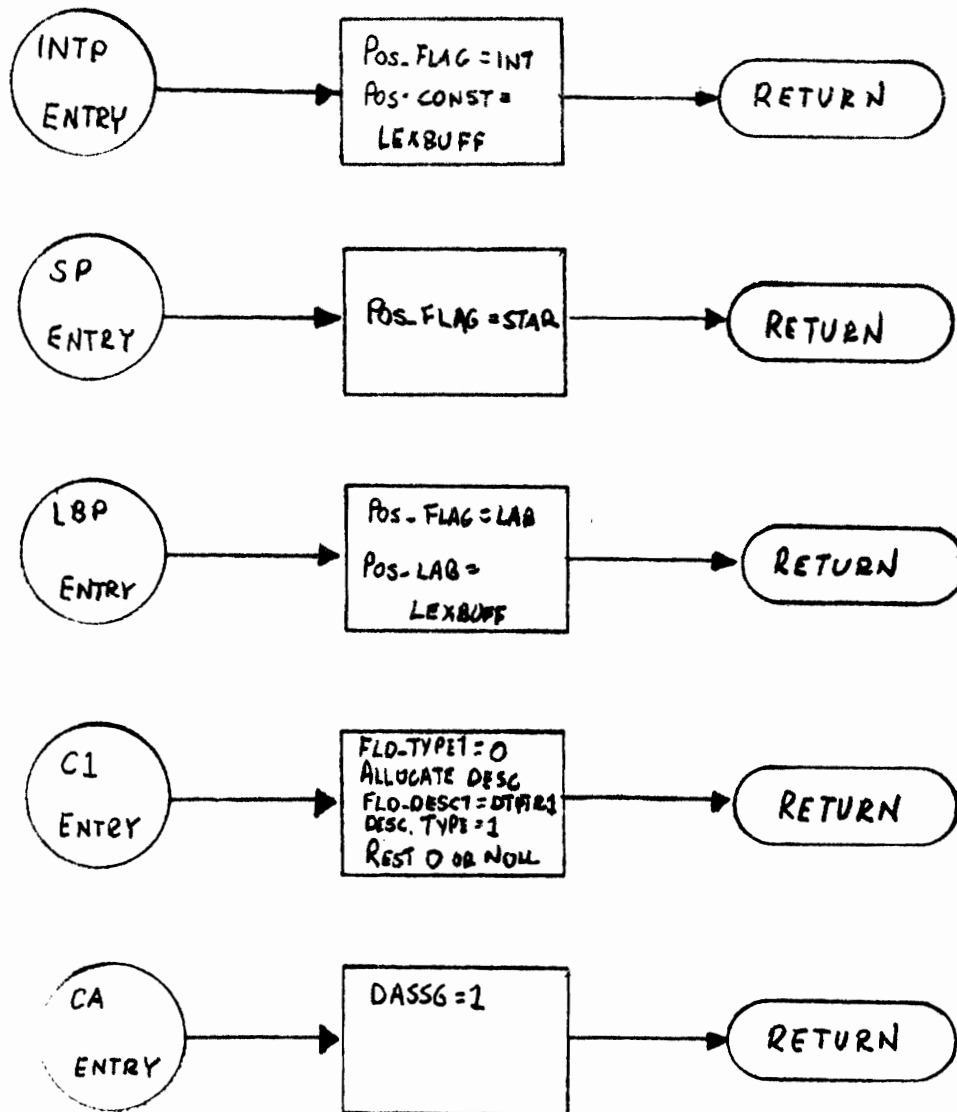 INTP
ENTRY
POS_FLAG = INT
POS-CONST =
LEXBUFF
RETURN
SP
ENTRY
POS_FLAG = STAR
RETURN
LBP
ENTRY
POS_FLAG = LAB
POS-LAB =
LEXBUFF
RETURN
C1
ENTRY
FLD-TYPE1 = 0
ALLOCATE DESC
FLD-DESC1 = DTPTR1
DESC. TYPE = 1
REST 0 OR NULL
RETURN
CA
ENTRY
DASSG = 1
RETURN